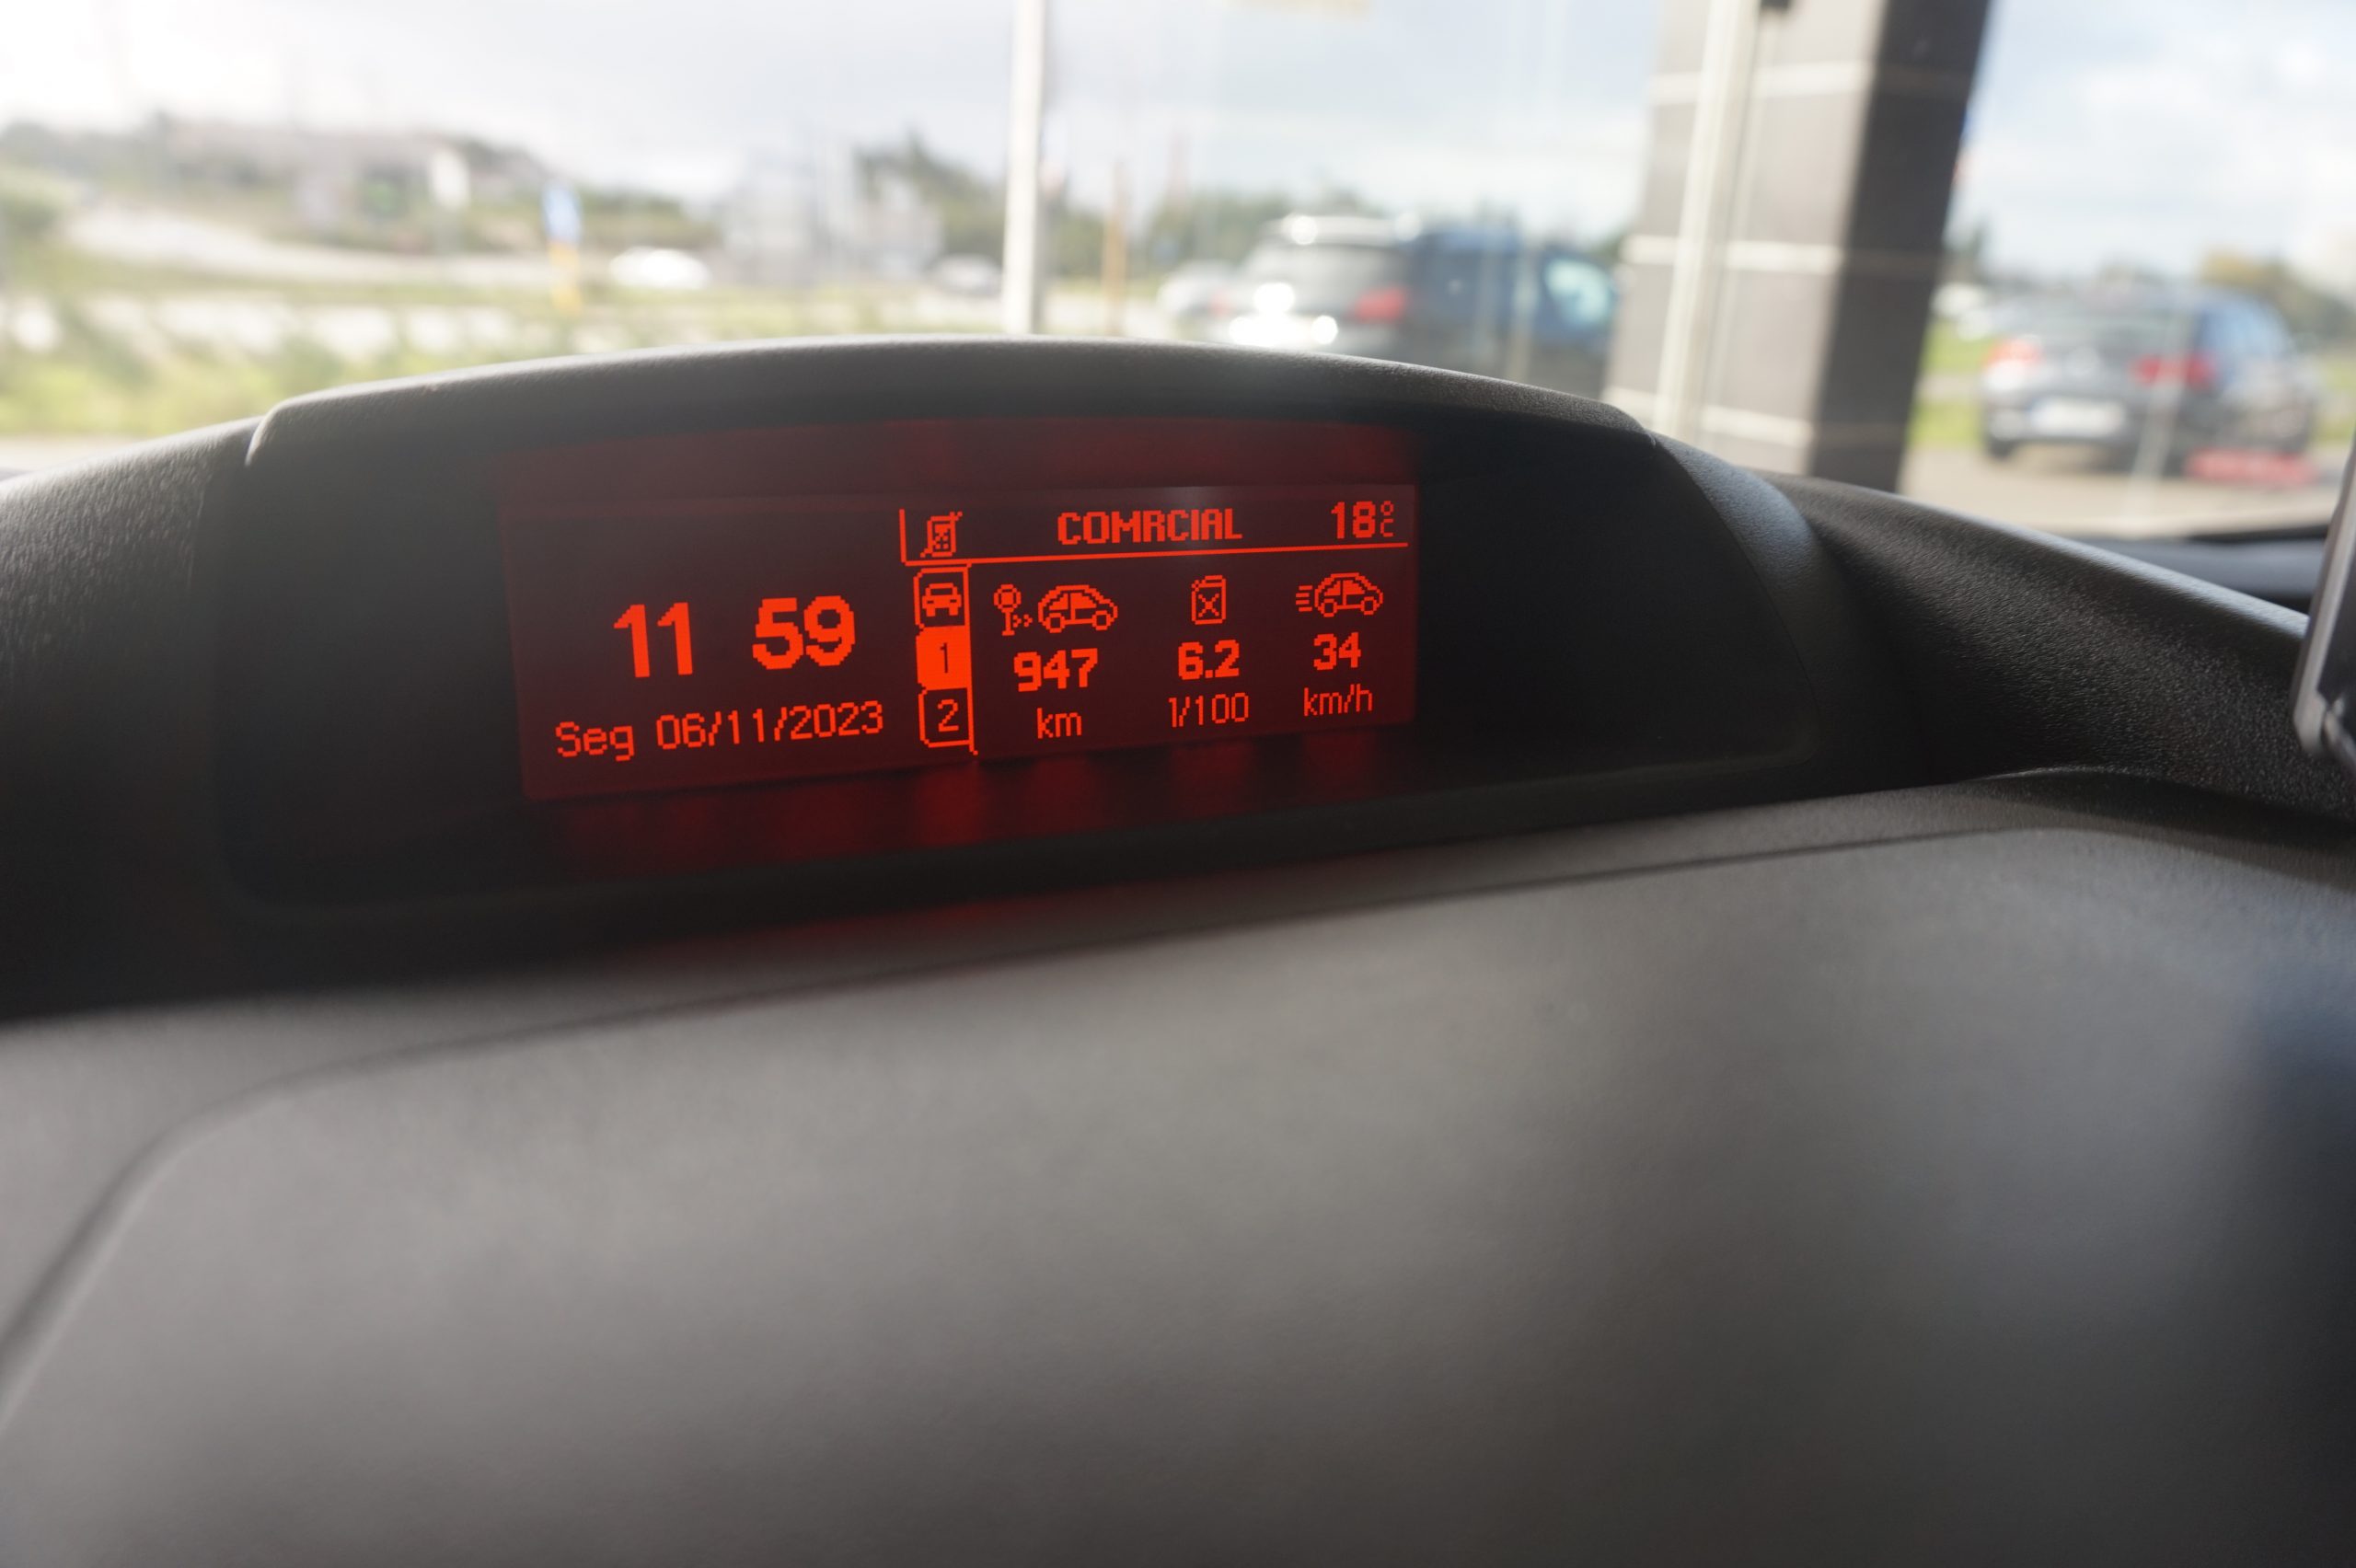 COMRCIAL 18°C
11 59
Seg 06/11/2023
1
2
947 6.2 34
km l/100 km/h